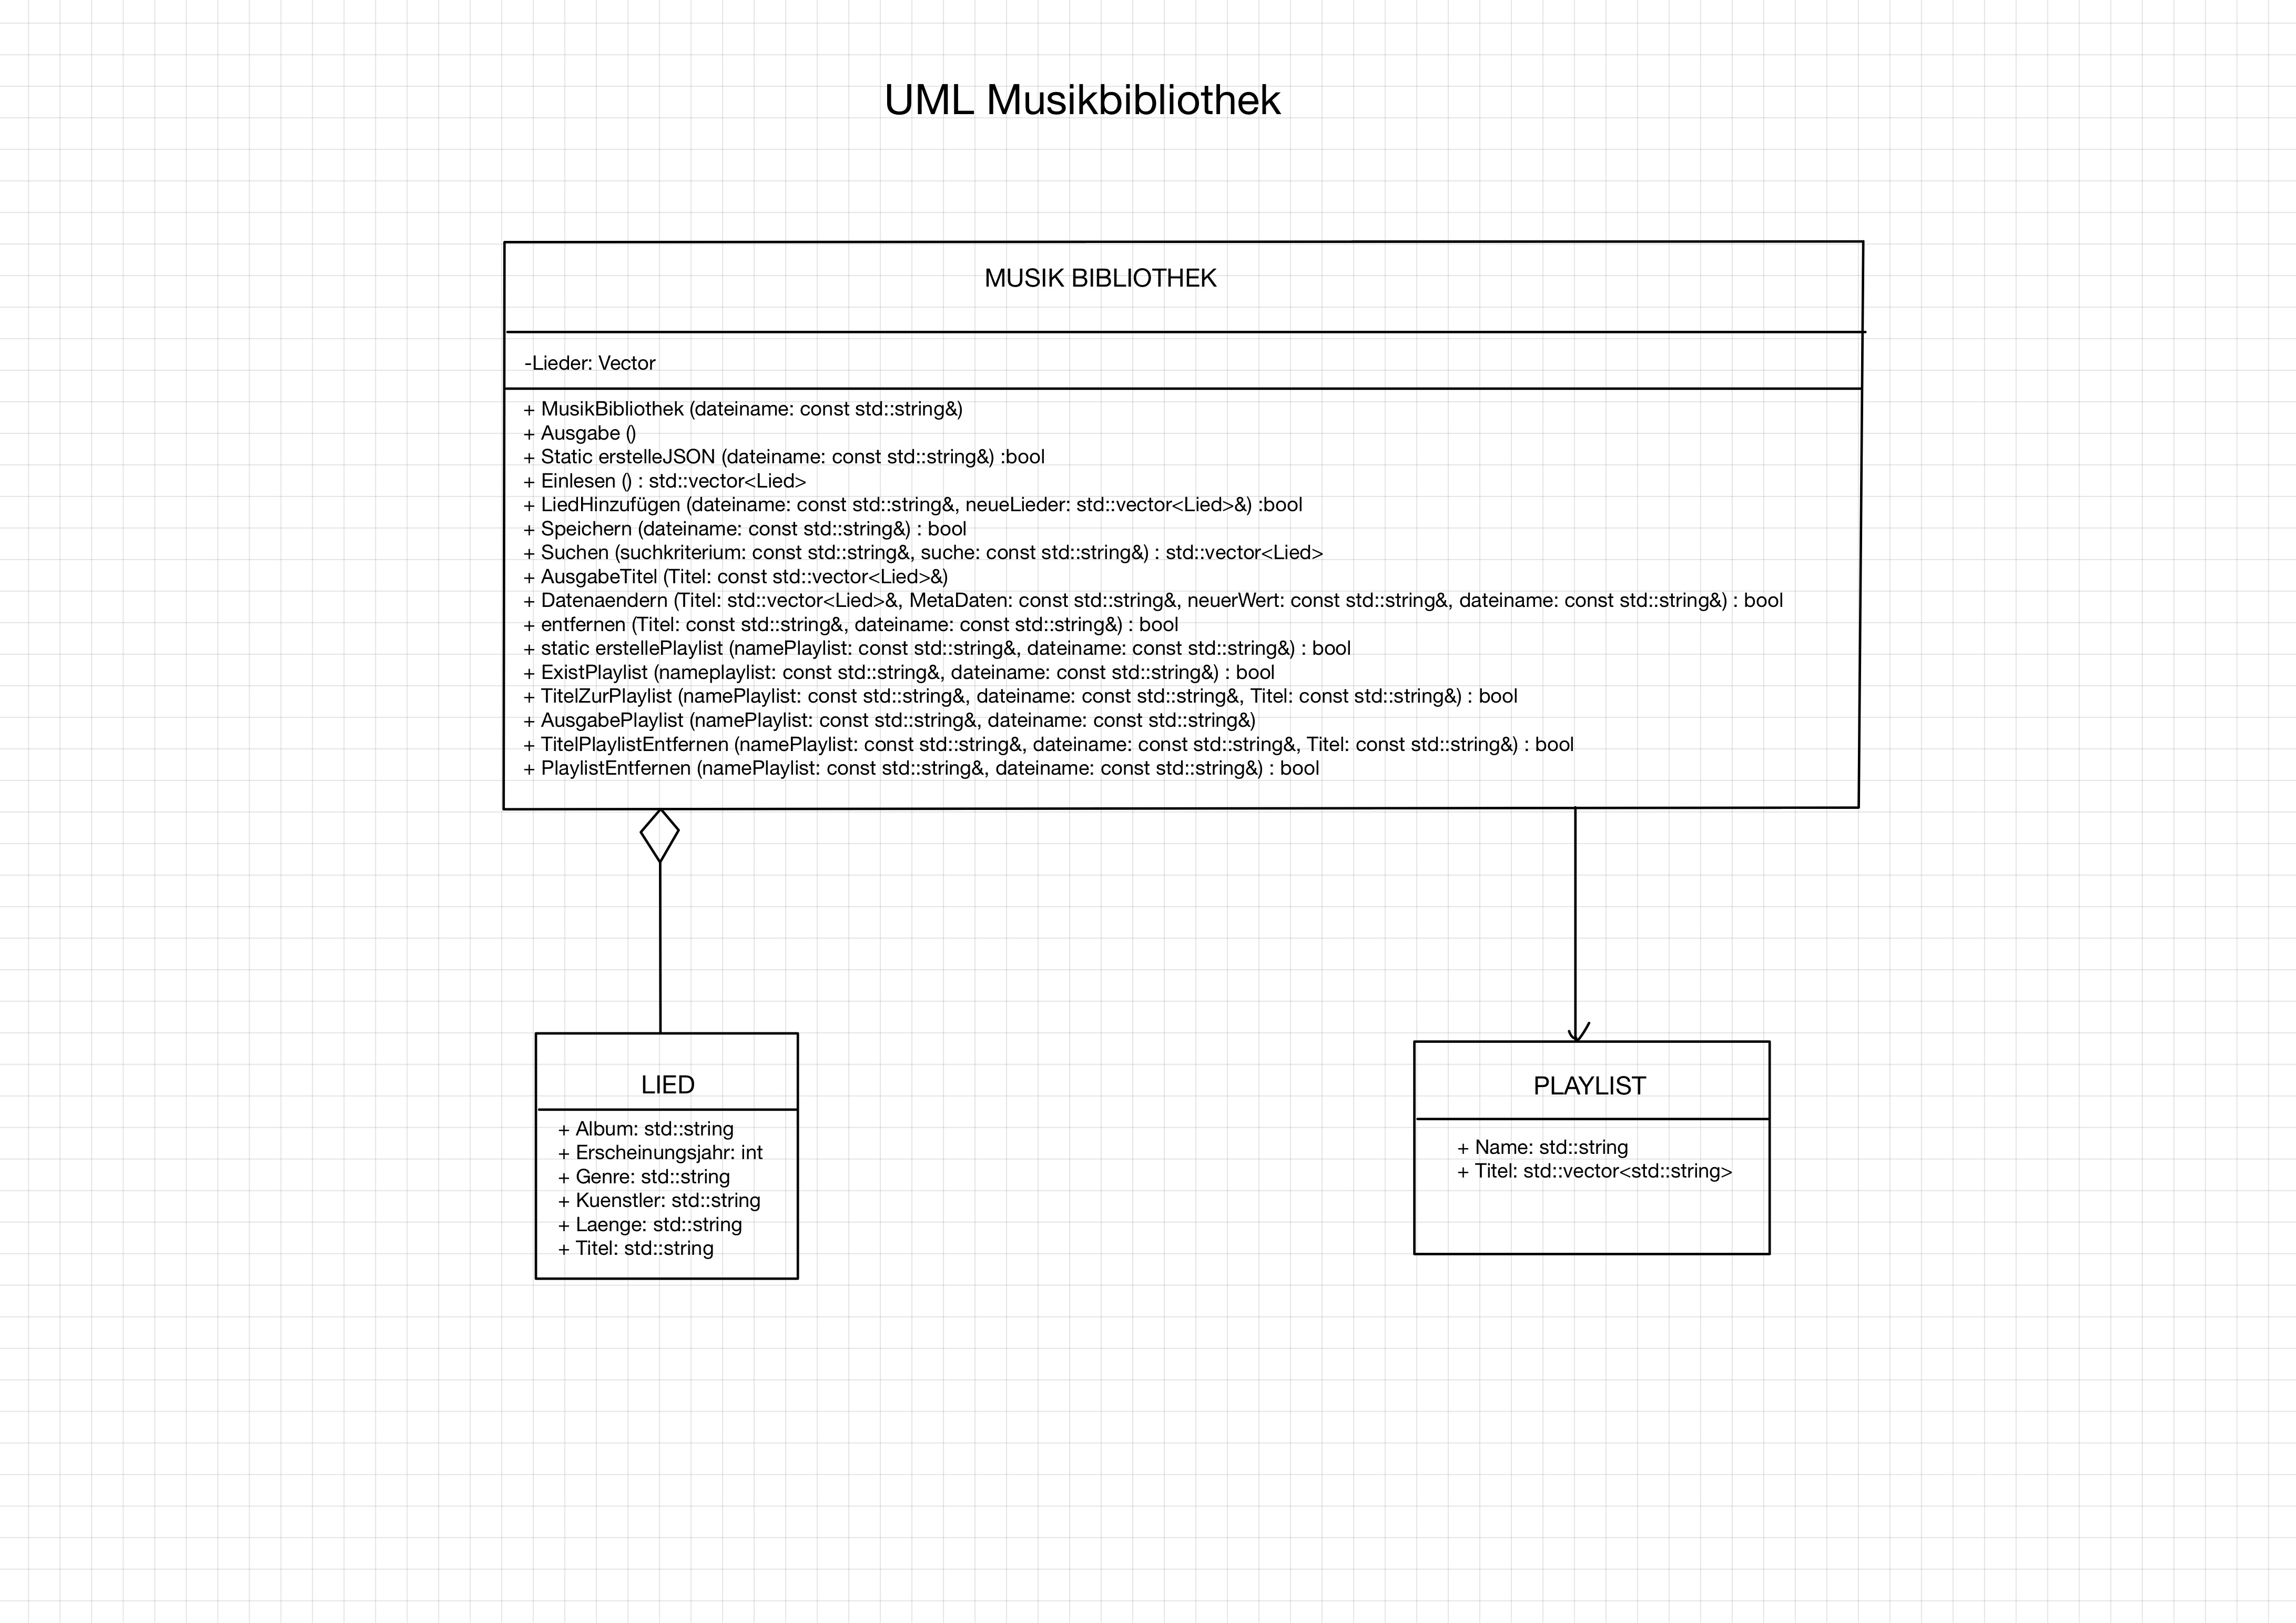 UML Musikbibliothek
MUSIK BIBLIOTHEK
-Lieder: Vector
+ MusikBibliothek (dateiname: const std::string&)
+ Ausgabe ()
+ Static erstelleJSON (dateiname: const std::string&) :bool
+ Einlesen () : std::vector<Lied>
+ LiedHinzufügen (dateiname: const std::string&, neueLieder: std::vector<Lied>&) :bool
+ Speichern (dateiname: const std::string&) : bool
+ Suchen (suchkriterium: const std::string&, suche: const std::string&) : std::vector<Lied>
+ AusgabeTitel (Titel: const std::vector<Lied>&)
+ Datenaendern (Titel: std::vector<Lied>&, MetaDaten: const std::string&, neuerWert: const std::string&, dateiname: const std::string&) : bool
+ entfernen (Titel: const std::string&, dateiname: const std::string&) : bool
+ static erstellePlaylist (namePlaylist: const std::string&, dateiname: const std::string&) : bool
+ ExistPlaylist (nameplaylist: const std::string&, dateiname: const std::string&) : bool
+ TitelZurPlaylist (namePlaylist: const std::string&, dateiname: const std::string&, Titel: const std::string&) : bool
+ AusgabePlaylist (namePlaylist: const std::string&, dateiname: const std::string&)
+ TitelPlaylistEntfernen (namePlaylist: const std::string&, dateiname: const std::string&, Titel: const std::string&) : bool
+ PlaylistEntfernen (namePlaylist: const std::string&, dateiname: const std::string&) : bool
LIED
+ Album: std::string
+ Erscheinungsjahr: int
+ Genre: std::string
+ Kuenstler: std::string
+ Laenge: std::string
+ Titel: std::string
PLAYLIST
+ Name: std::string
+ Titel: std::vector<std::string>